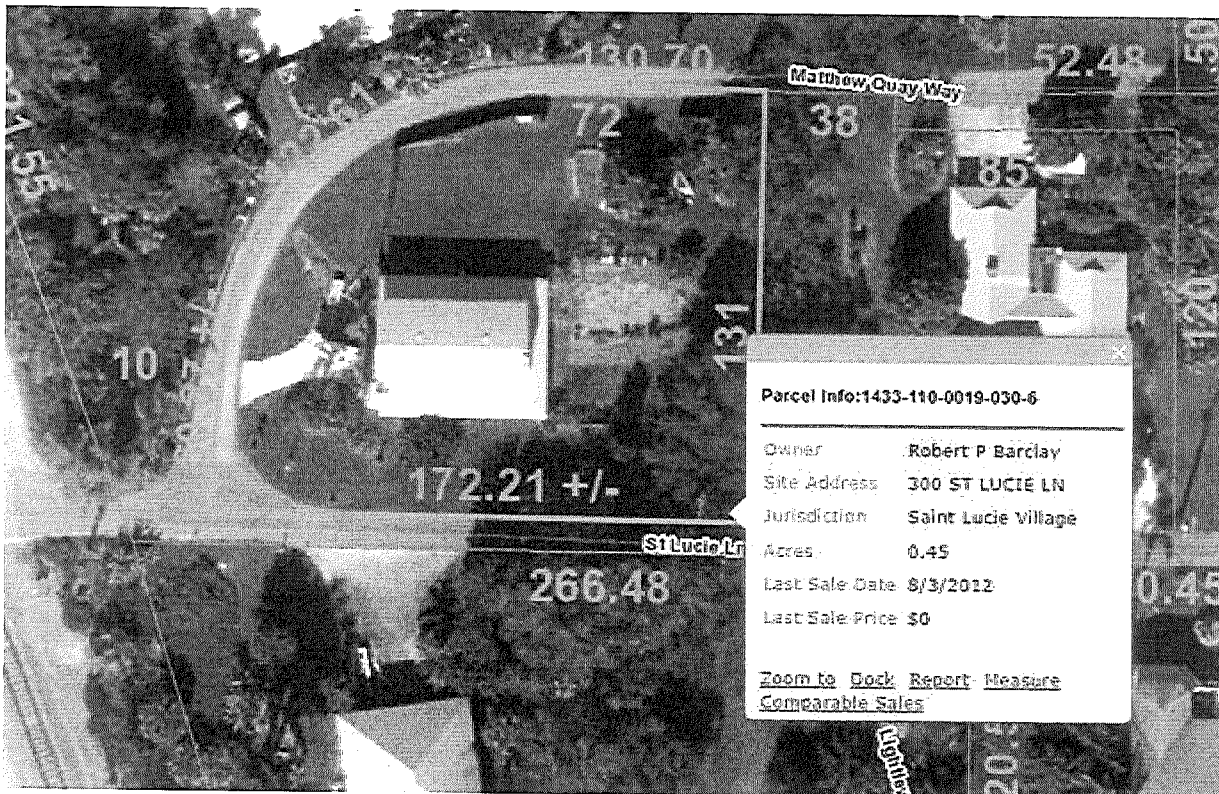 130.70
52.48
.50
Matthew Quay Way
72
38
85
131
120
10
172.21 +/-
St Lucie Ln
266.48
0.45
Parcel Info:1433-110-0019-030-6
Owner Robert P Barclay
Site Address 300 ST LUCIE LN
Jurisdiction Saint Lucie Village
Acres 0.45
Last Sale Date 8/3/2012
Last Sale Price $0
Zoom to Dock Report Measure
Comparable Sales